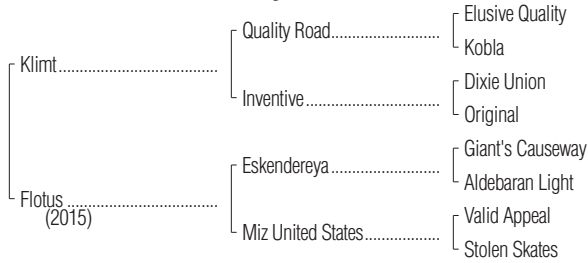 Elusive Quality
Quality Road
Kobla
Klimt
Dixie Union
Inventive
Original
Giant's Causeway
Eskendereya
Aldebaran Light
Flotus
(2015)
Valid Appeal
Miz United States
Stolen Skates